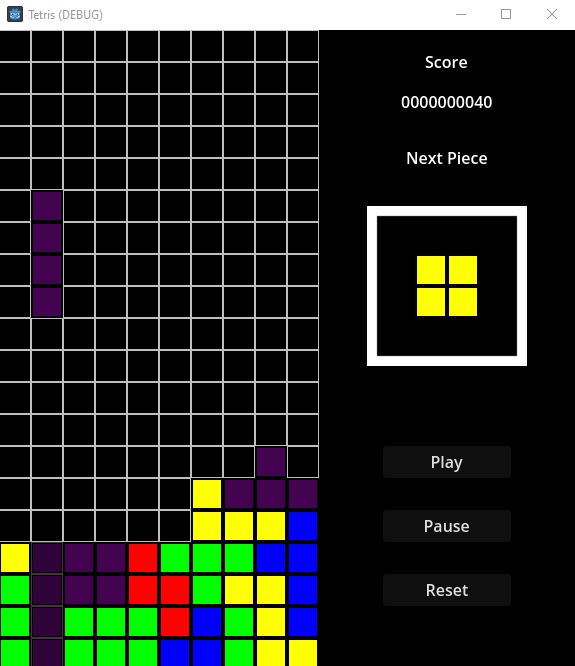 Tetris (DEBUG)
Score
0000000040
Next Piece
Play
Pause
Reset